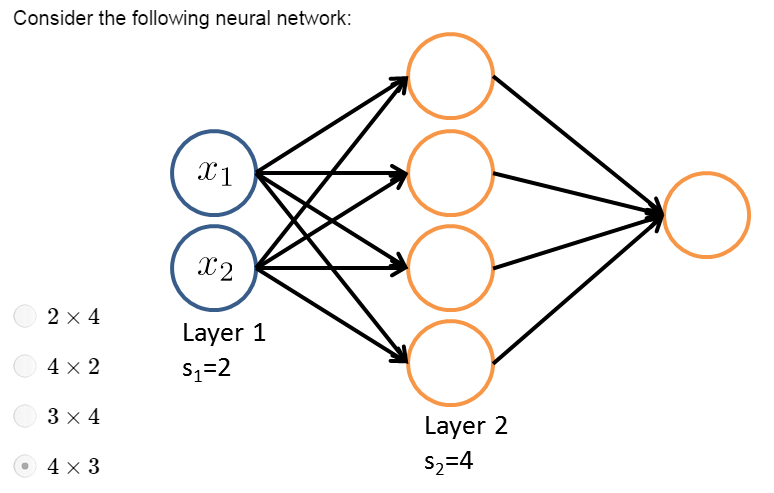 Consider the following neural network:
x₁
x₂
2 × 4
Layer 1
4 × 2
s₁=2
3 × 4
Layer 2
4 × 3
s₂=4